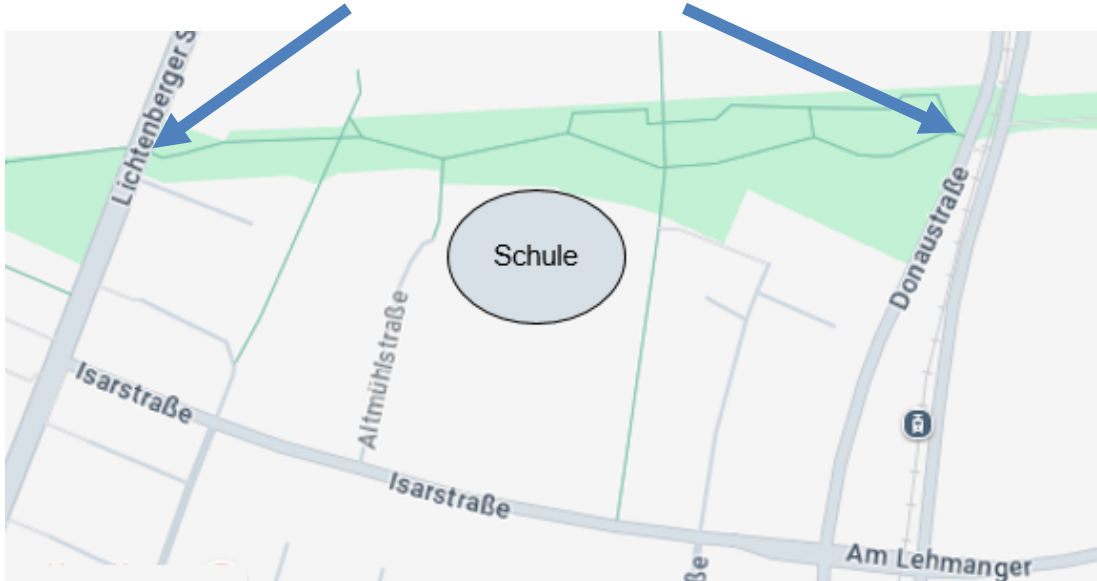 Lichtenberger S
Schule
Donaustraße
Altmühlstraße
Isarstraße
Isarstraße
Am Lehmanger
ße